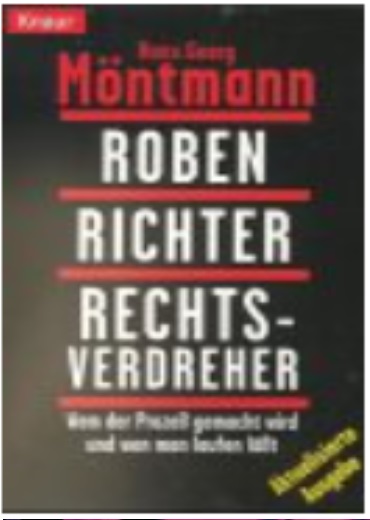 Knaur
Hans Georg
Möntmann
ROBEN
RICHTER
RECHTS-
VERDREHER
Wem der Prozeß gemacht wird
und wen man laufen läßt
Aktualisierte
Ausgabe